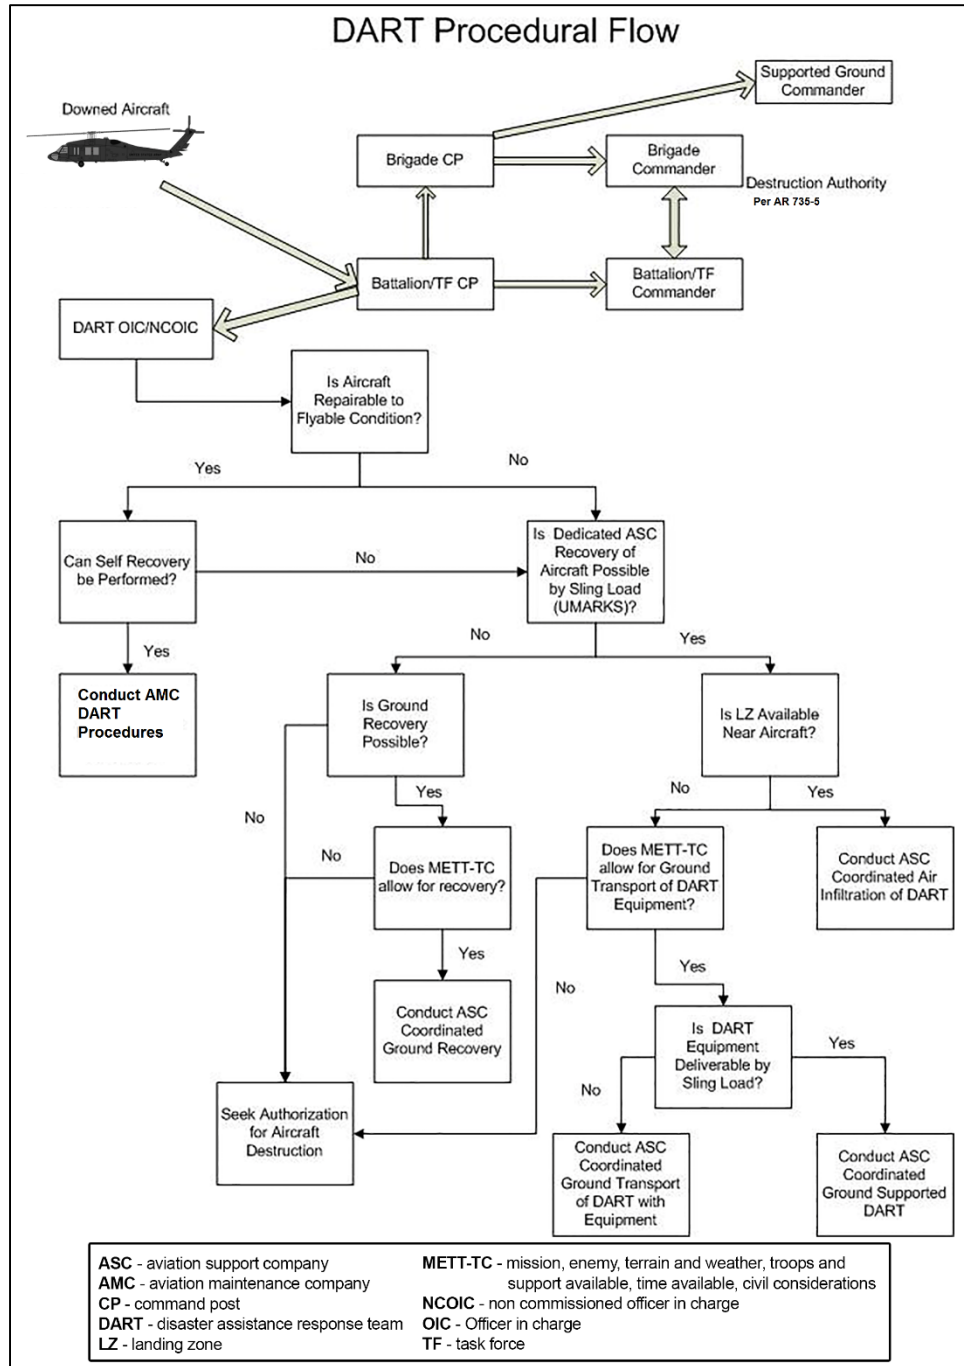 DART Procedural Flow
Downed Aircraft
Supported Ground
Commander
Brigade CP
Brigade
Commander
Destruction Authority
Per AR 735-5
Battalion/TF CP
Battalion/TF
Commander
DART OIC/NCOIC
Is Aircraft
Repairable to
Flyable Condition?
Yes
No
Can Self Recovery
be Performed?
No
Is Dedicated ASC
Recovery of
Aircraft Possible
by Sling Load
(UMARKS)?
Yes
No
Yes
Conduct AMC
DART
Procedures
Is Ground
Recovery
Possible?
Is LZ Available
Near Aircraft?
No
Yes
No
Yes
Does METT-TC
allow for recovery?
No
Does METT-TC
allow for Ground
Transport of DART
Equipment?
Conduct ASC
Coordinated Air
Infiltration of DART
Yes
No
Yes
Conduct ASC
Coordinated
Ground Recovery
Is DART
Equipment
Deliverable by
Sling Load?
Yes
No
Seek Authorization
for Aircraft
Destruction
Conduct ASC
Coordinated
Ground Transport
of DART with
Equipment
Conduct ASC
Coordinated
Ground Supported
DART
ASC - aviation support company
AMC - aviation maintenance company
CP - command post
DART - disaster assistance response team
LZ - landing zone
METT-TC - mission, enemy, terrain and weather, troops and
support available, time available, civil considerations
NCOIC - non commissioned officer in charge
OIC - Officer in charge
TF - task force